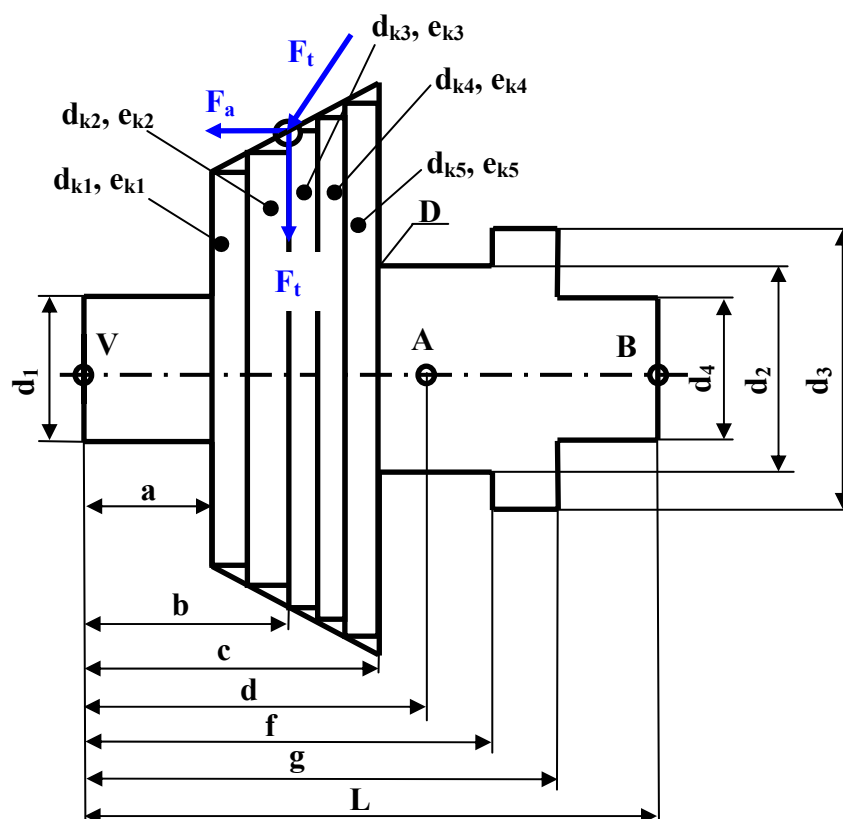 dk3, ek3
Ft
dk4, ek4
Fa
dk2, ek2
dk5, ek5
dk1, ek1
D
Ft
V
A
B
d1
d4
d2
d3
a
b
c
d
f
g
L